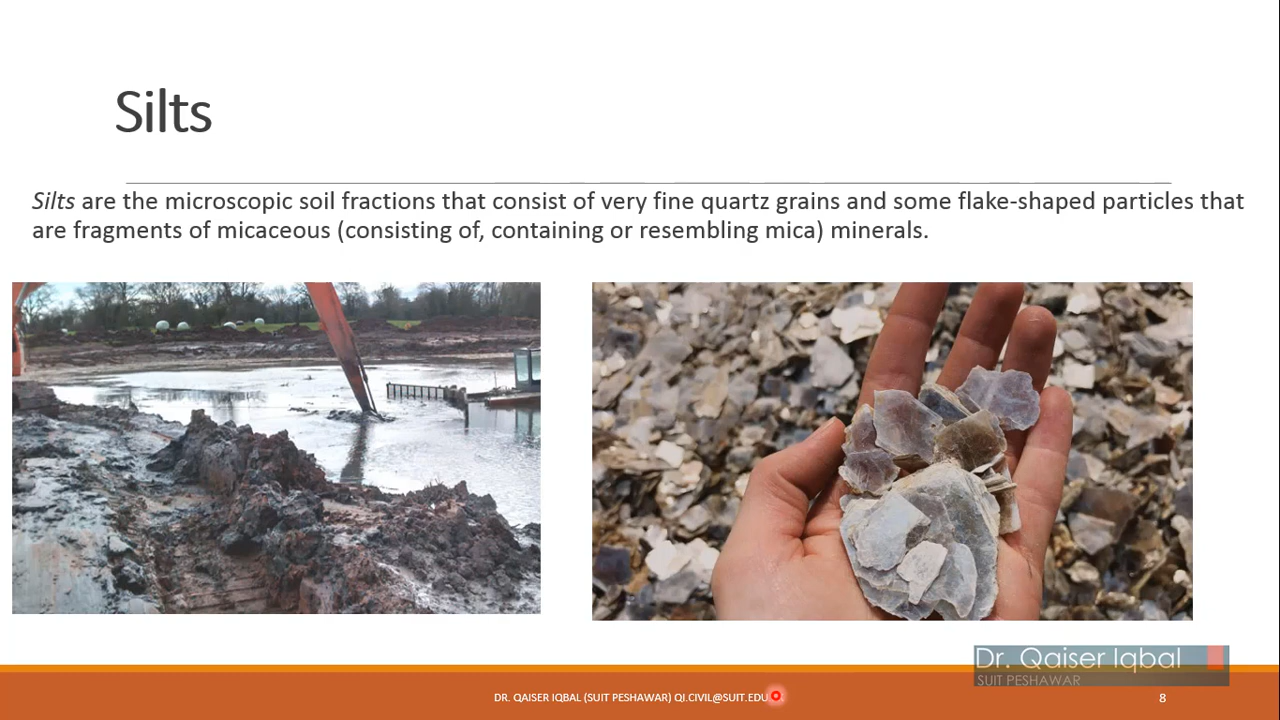 Silts
Silts are the microscopic soil fractions that consist of very fine quartz grains and some flake-shaped particles that
are fragments of micaceous (consisting of, containing or resembling mica) minerals.
Dr. Qaiser Iqbal
SUIT PESHAWAR
DR. QAISER IQBAL (SUIT PESHAWAR) QI.CIVIL@SUIT.EDU
8